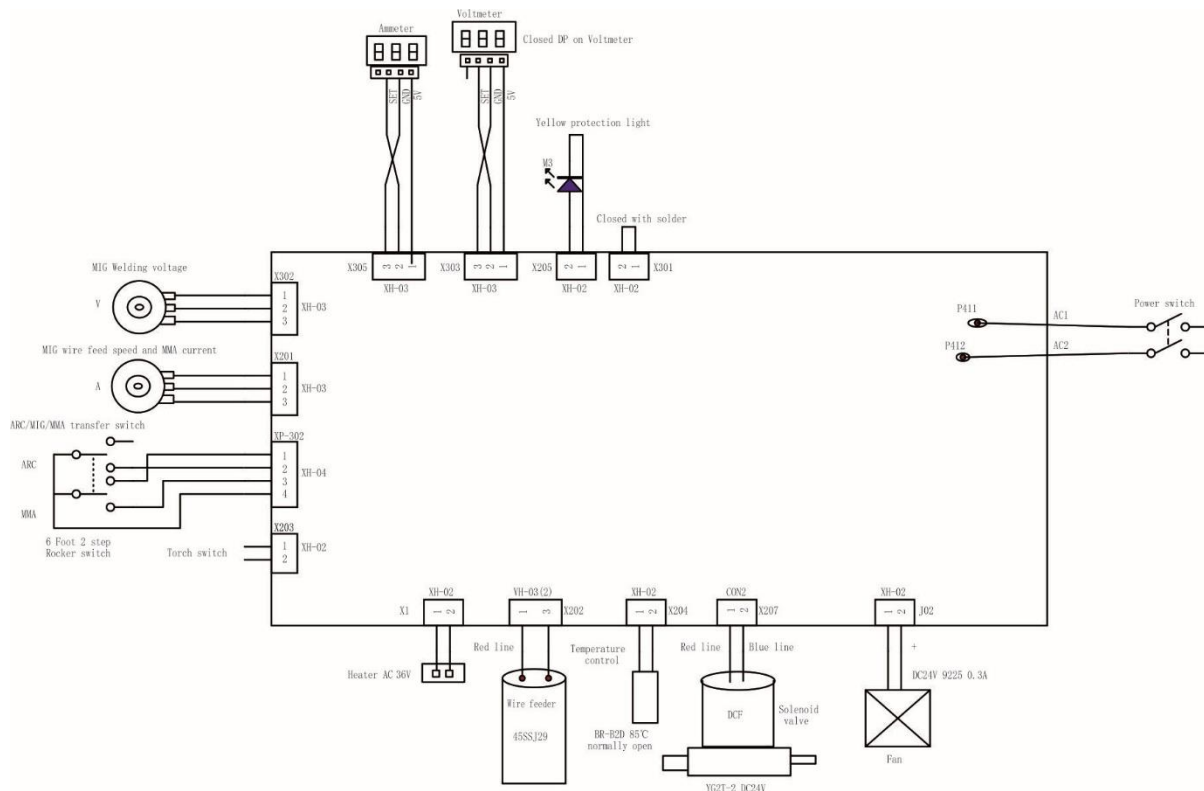 Voltmeter
Ammeter
Closed DP on Voltmeter
SET
GND
5V
SET
GND
5V
Yellow protection light
M3
Closed with solder
X305
3 2 1
XH-03
X303
3 2 1
XH-03
X205
2 1
XH-02
2 1
X301
XH-02
MIG Welding voltage
V
X302
1
2
3
XH-03
MIG wire feed speed and MMA current
A
X201
1
2
3
XH-03
ARC/MIG/MMA transfer switch
ARC
MMA
XP-302
1
2
3
4
XH-04
6 Foot 2 step
Rocker switch
Torch switch
X203
1
2
XH-02
P411
AC1
P412
AC2
Power switch
XH-02
X1
1 2
Heater AC 36V
VH-03(2)
1 3
X202
Red line
Wire feeder
45SSJ29
XH-02
1 2
X204
Temperature
control
BR-B2D 85℃
normally open
CON2
1 2
X207
Red line
Blue line
DCF
Solenoid
valve
YG2T-2 DC24V
XH-02
1 2
J02
+
DC24V 9225 0.3A
Fan